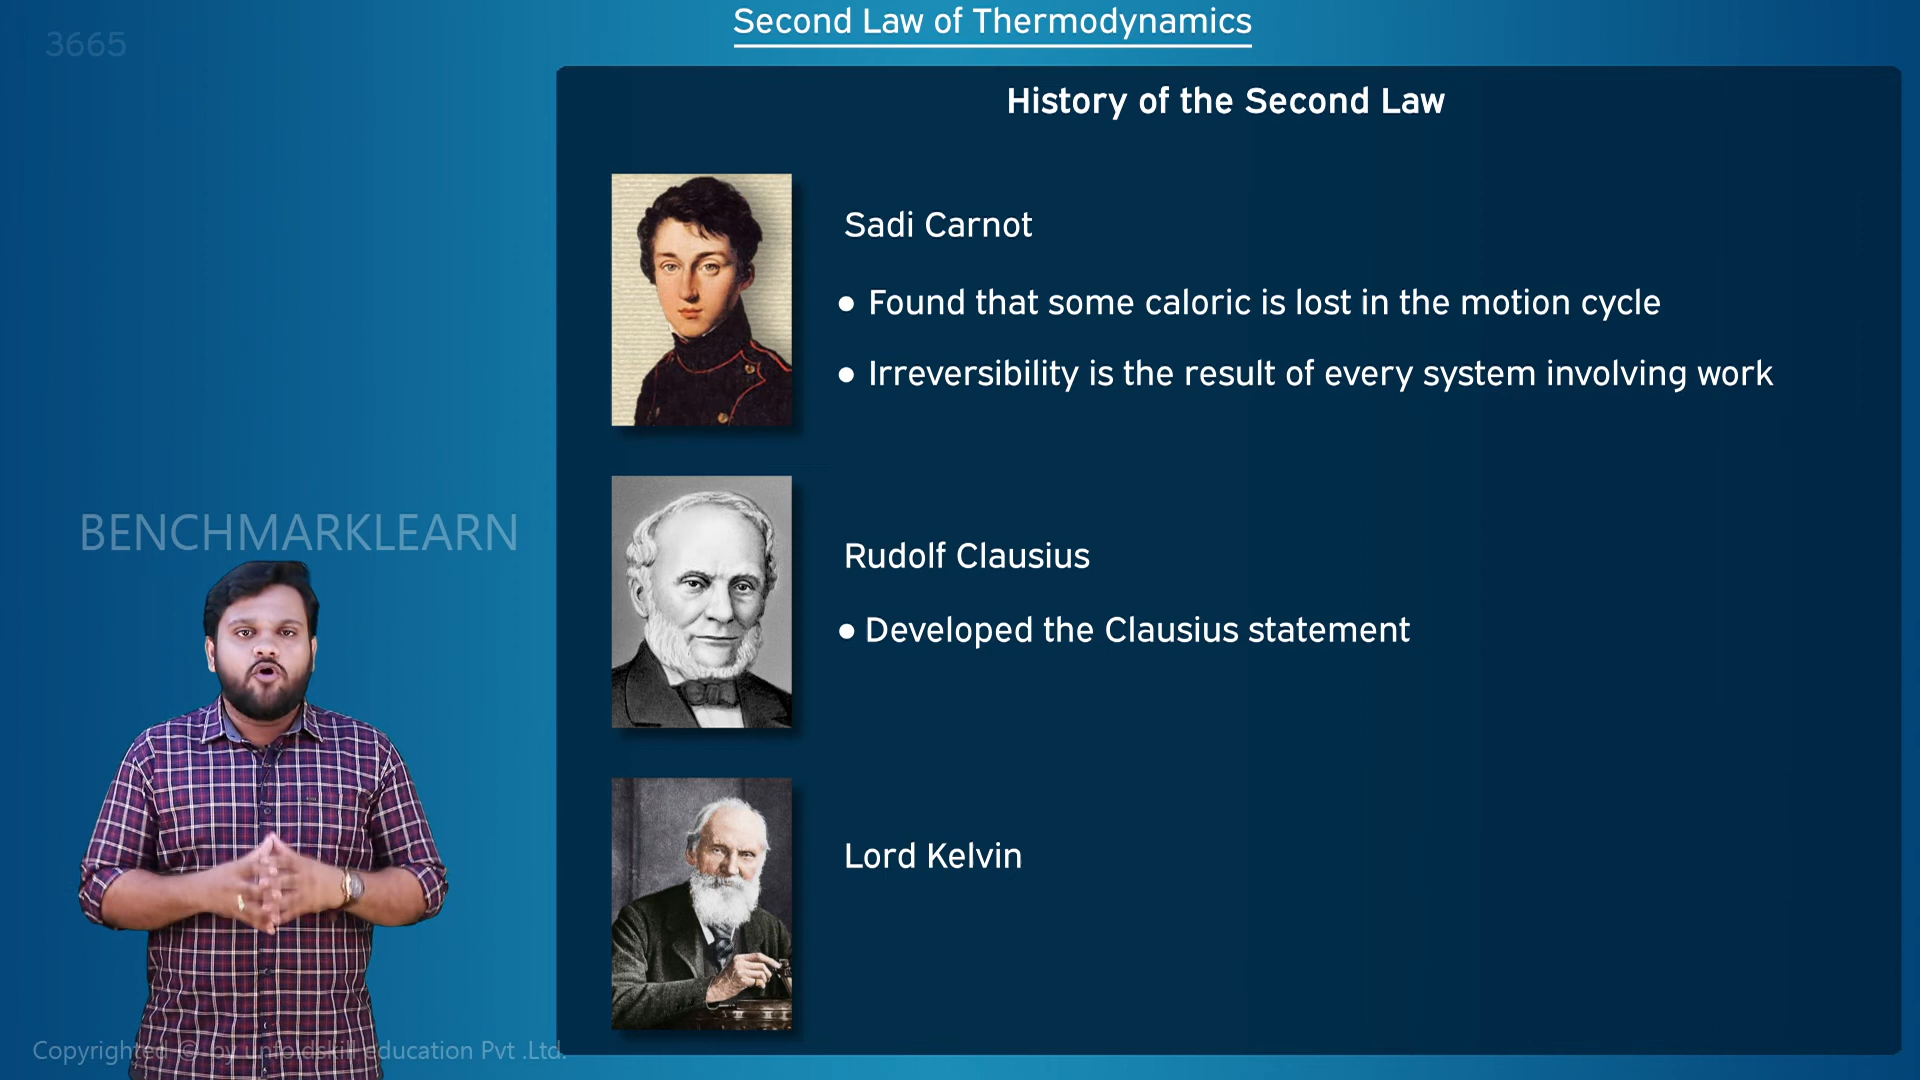 Second Law of Thermodynamics
3665
History of the Second Law
Sadi Carnot
● Found that some caloric is lost in the motion cycle
● Irreversibility is the result of every system involving work
BENCHMARKLEARN
Rudolf Clausius
● Developed the Clausius statement
Lord Kelvin
Copyrighted © by unfoldskill education Pvt .Ltd.